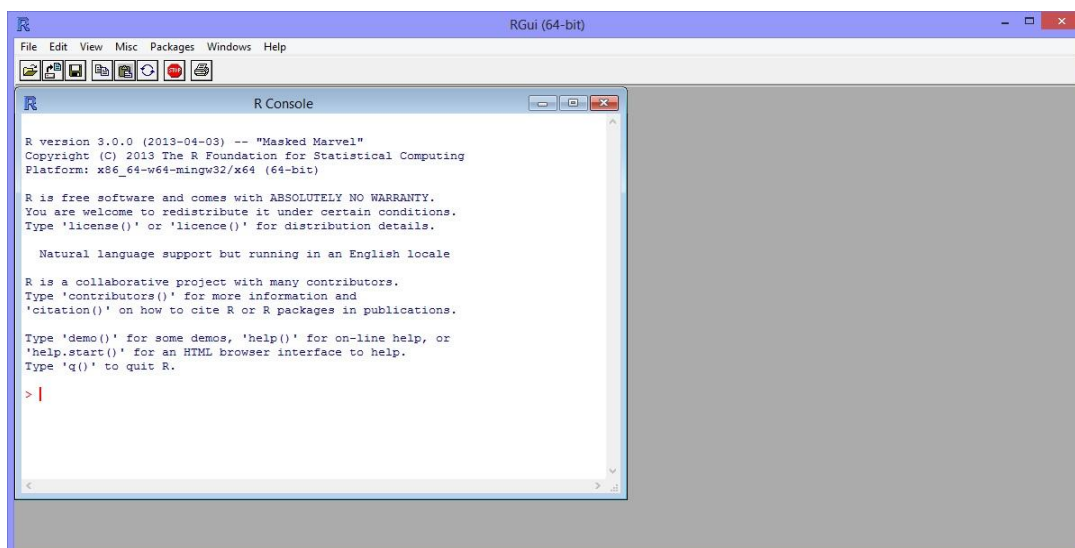 RGui (64-bit)
File Edit View Misc Packages Windows Help
STOP
R Console
R version 3.0.0 (2013-04-03) -- "Masked Marvel"
Copyright (C) 2013 The R Foundation for Statistical Computing
Platform: x86_64-w64-mingw32/x64 (64-bit)
R is free software and comes with ABSOLUTELY NO WARRANTY.
You are welcome to redistribute it under certain conditions.
Type 'license()' or 'licence()' for distribution details.
Natural language support but running in an English locale
R is a collaborative project with many contributors.
Type 'contributors()' for more information and
'citation()' on how to cite R or R packages in publications.
Type 'demo()' for some demos, 'help()' for on-line help, or
'help.start()' for an HTML browser interface to help.
Type 'q()' to quit R.
>